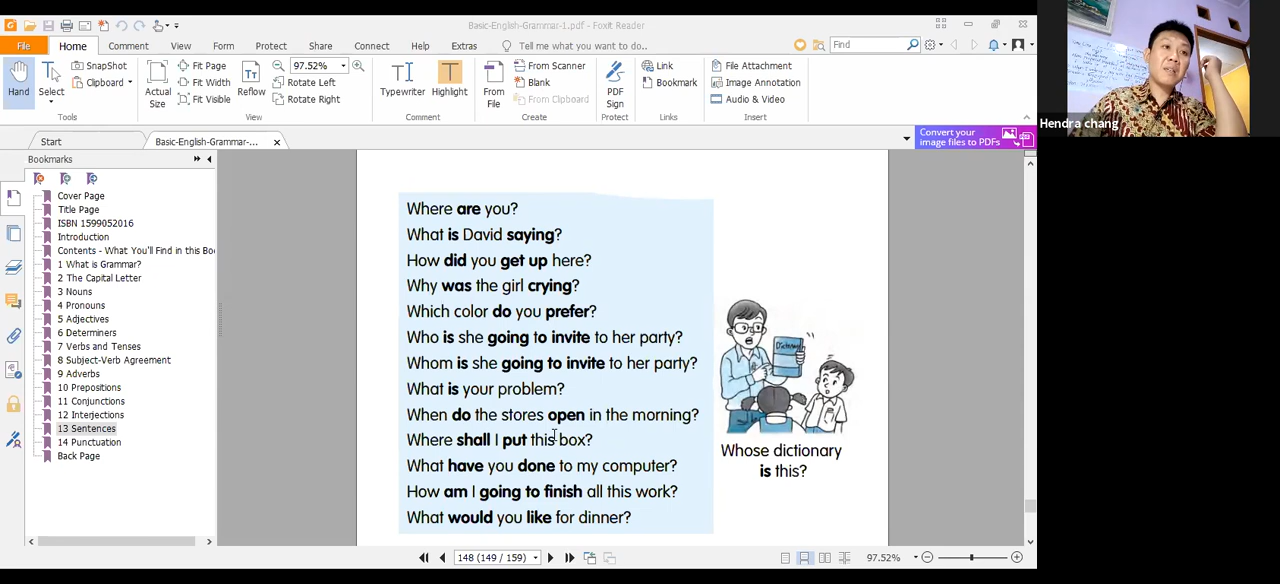 Basic-English-Grammar-1.pdf - Foxit Reader
File Home Comment View Form Protect Share Connect Help Extras Tell me what you want to do.. Find
Hand
Select
SnapShot
Clipboard
Tools
Actual Size
Fit Page
Fit Width
Fit Visible
Reflow
97.52%
Rotate Left
Rotate Right
View
Typewriter
Highlight
Comment
From File
From Scanner
Blank
From Clipboard
Create
PDF Sign
Protect
Link
Bookmark
Links
File Attachment
Image Annotation
Audio & Video
Insert
Hendra chang
Start
Basic-English-Grammar-...
Convert your
image files to PDFs
Bookmarks
Cover Page
Title Page
ISBN 1599052016
Introduction
Contents - What You'll Find in this Bo
1 What is Grammar?
2 The Capital Letter
3 Nouns
4 Pronouns
5 Adjectives
6 Determiners
7 Verbs and Tenses
8 Subject-Verb Agreement
9 Adverbs
10 Prepositions
11 Conjunctions
12 Interjections
13 Sentences
14 Punctuation
Back Page
Where are you?
What is David saying?
How did you get up here?
Why was the girl crying?
Which color do you prefer?
Who is she going to invite to her party?
Whom is she going to invite to her party?
What is your problem?
When do the stores open in the morning?
Where shall I put this box?
What have you done to my computer?
How am I going to finish all this work?
What would you like for dinner?
Dictionary
Whose dictionary
is this?
148 (149 / 159)
97.52%